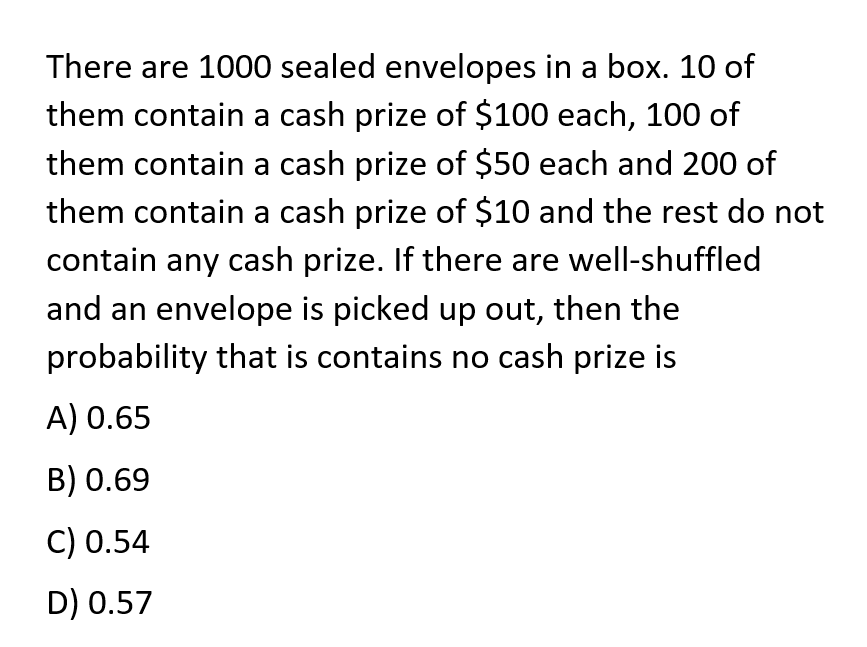 There are 1000 sealed envelopes in a box. 10 of
them contain a cash prize of $100 each, 100 of
them contain a cash prize of $50 each and 200 of
them contain a cash prize of $10 and the rest do not
contain any cash prize. If there are well-shuffled
and an envelope is picked up out, then the
probability that is contains no cash prize is
A) 0.65
B) 0.69
C) 0.54
D) 0.57